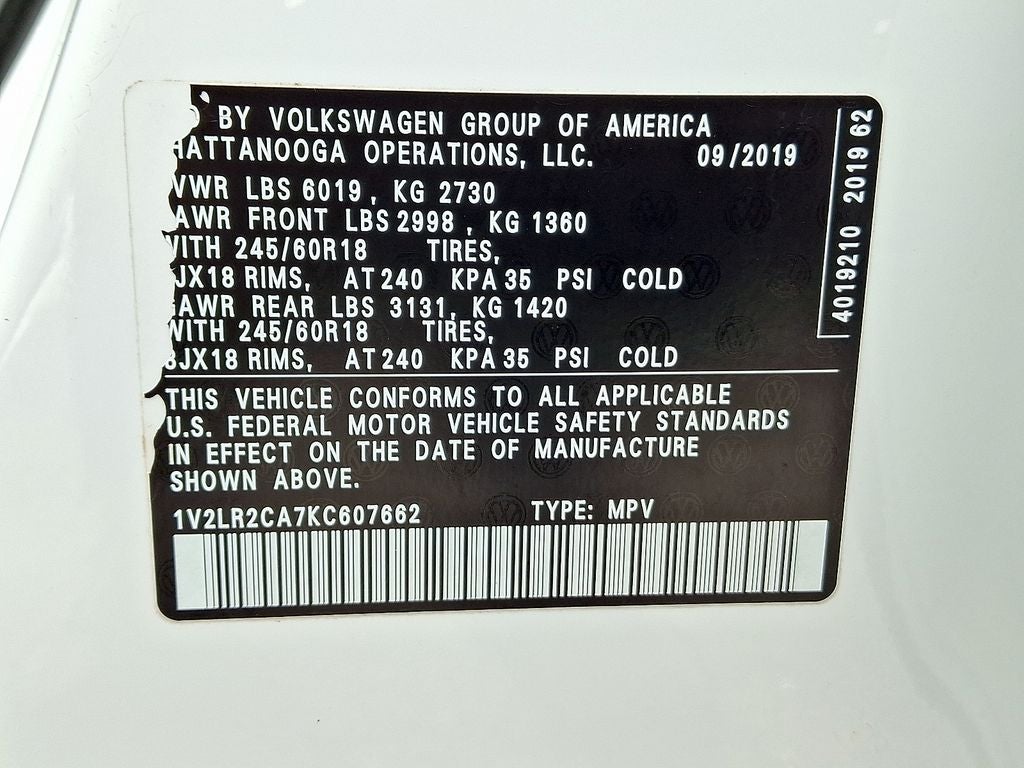 BY VOLKSWAGEN GROUP OF AMERICA
HATTANOOGA OPERATIONS, LLC. 09/2019
VWR LBS 6019, KG 2730
AWR FRONT LBS 2998, KG 1360
WITH 245/60R18 TIRES,
JX18 RIMS, AT 240 KPA 35 PSI COLD
AWR REAR LBS 3131, KG 1420
WITH 245/60R18 TIRES,
8JX18 RIMS, AT 240 KPA 35 PSI COLD
THIS VEHICLE CONFORMS TO ALL APPLICABLE
U.S. FEDERAL MOTOR VEHICLE SAFETY STANDARDS
IN EFFECT ON THE DATE OF MANUFACTURE
SHOWN ABOVE.
1V2LR2CA7KC607662 TYPE: MPV
4019210 2019 62